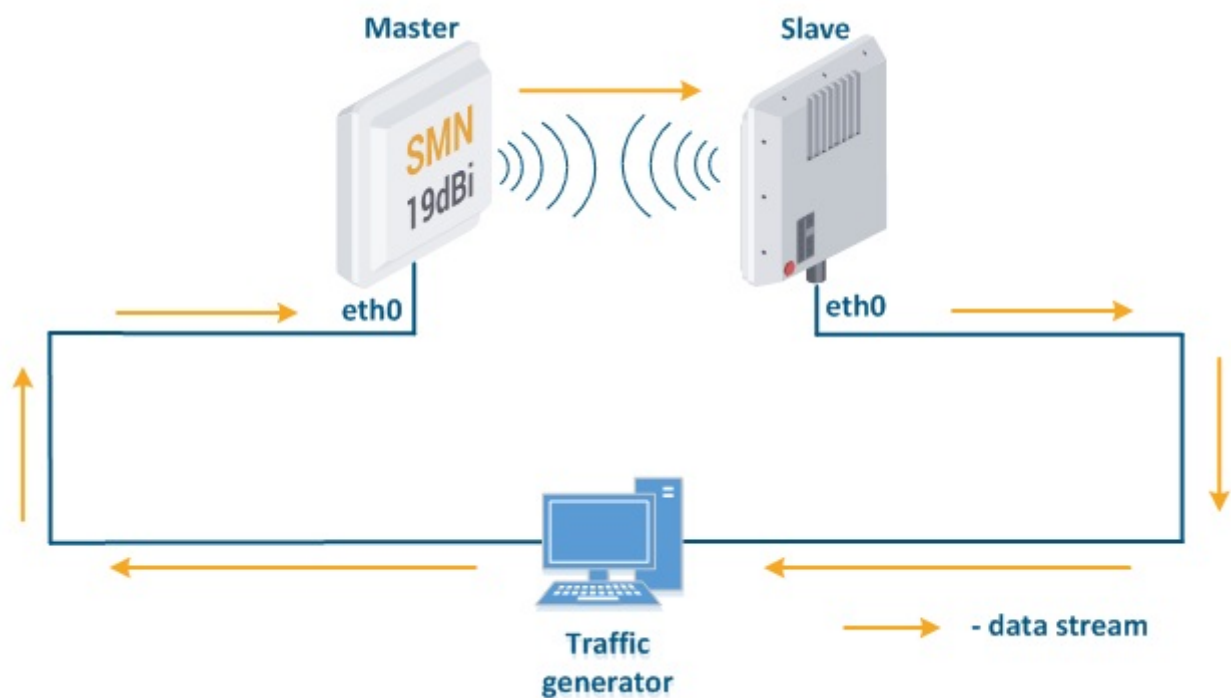 Master
Slave
SMN
19dBi
eth0
eth0
Traffic
generator
- data stream